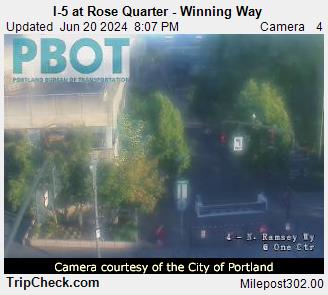 I-5 at Rose Quarter - Winning Way
Updated Jun 20 2024 8:07 PM Camera 4
PBOT
PORTLAND BUREAU OF TRANSPORTATION
4 - N. Ramsey Wy
@ One Ctr
Camera courtesy of the City of Portland
TripCheck.com Milepost302.00